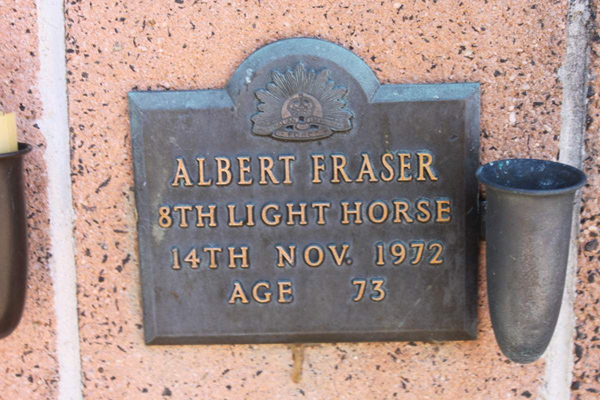 ALBERT FRASER
8TH LIGHT HORSE
14TH NOV. 1972
AGE 73